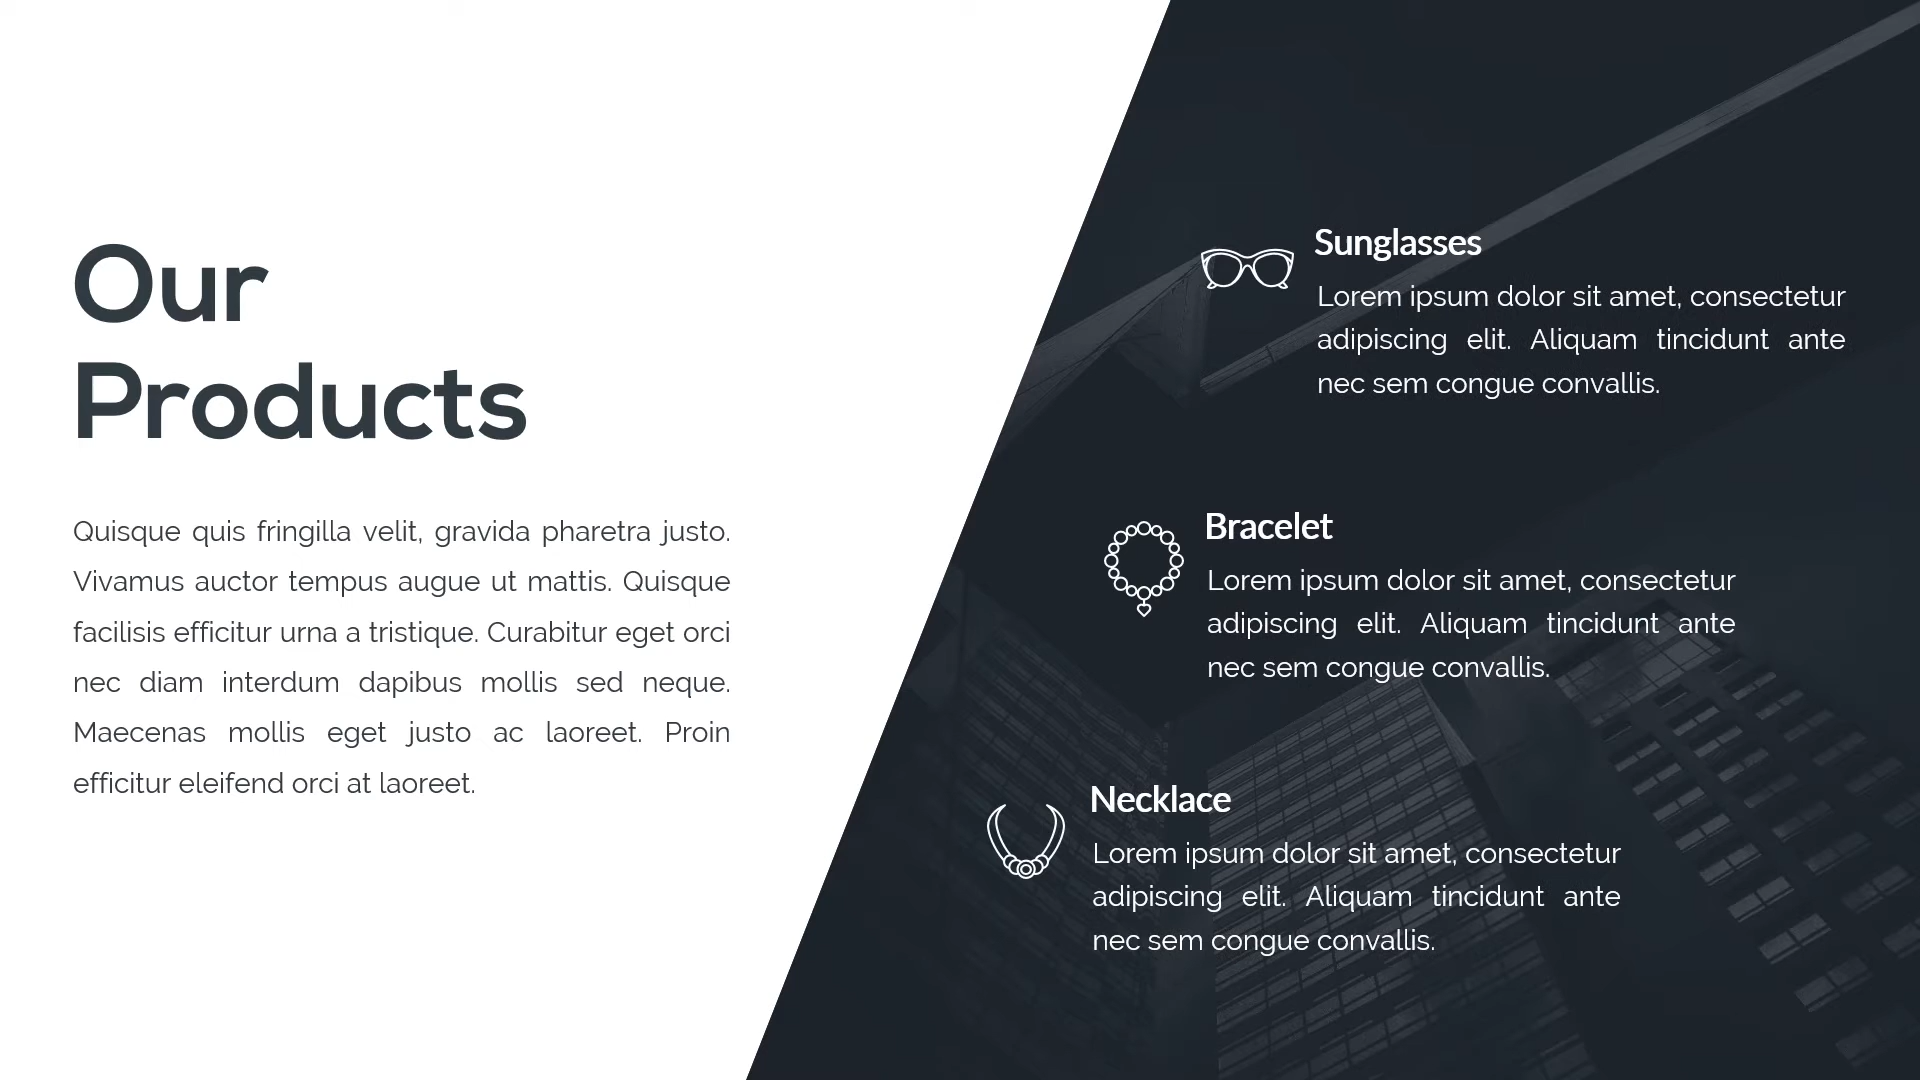 Our
Products
Quisque quis fringilla velit, gravida pharetra justo.
Vivamus auctor tempus augue ut mattis. Quisque
facilisis efficitur urna a tristique. Curabitur eget orci
nec diam interdum dapibus mollis sed neque.
Maecenas mollis eget justo ac laoreet. Proin
efficitur eleifend orci at laoreet.
Sunglasses
Lorem ipsum dolor sit amet, consectetur
adipiscing elit. Aliquam tincidunt ante
nec sem congue convallis.
Bracelet
Lorem ipsum dolor sit amet, consectetur
adipiscing elit. Aliquam tincidunt ante
nec sem congue convallis.
Necklace
Lorem ipsum dolor sit amet, consectetur
adipiscing elit. Aliquam tincidunt ante
nec sem congue convallis.